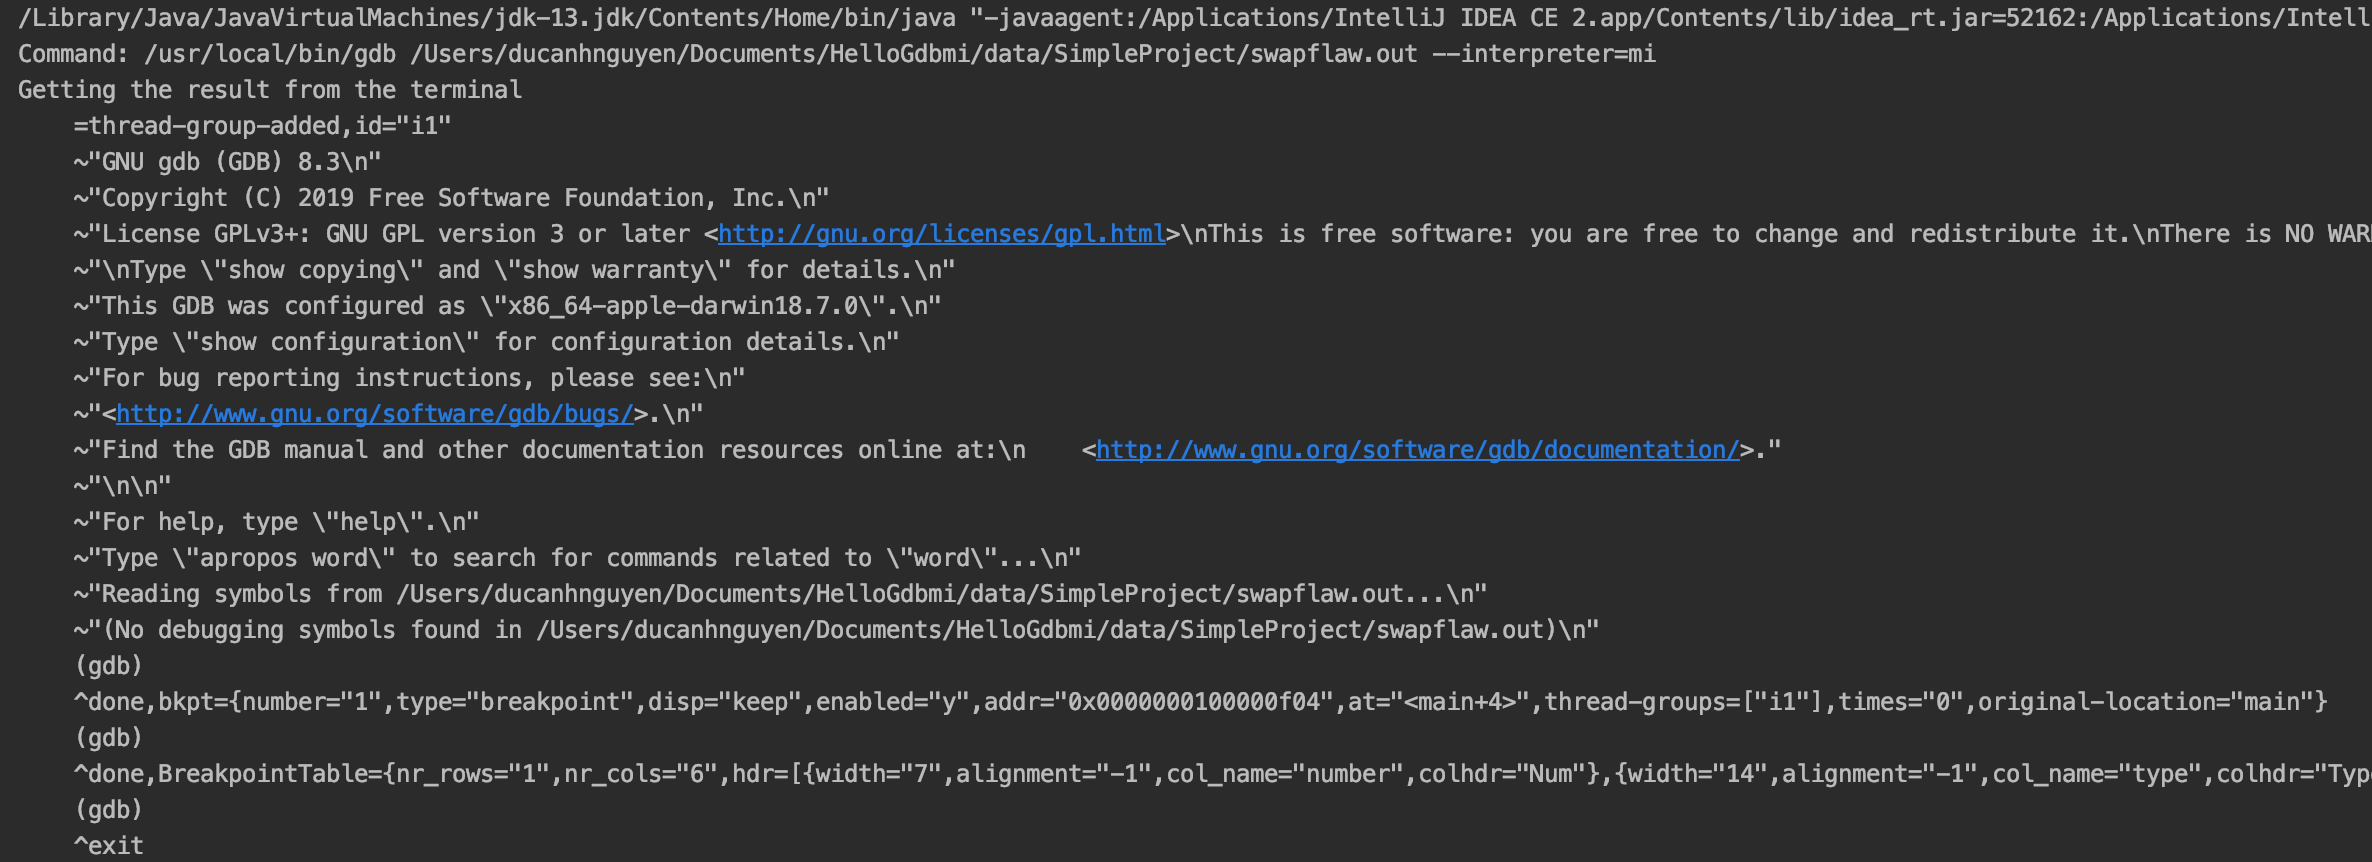 /Library/Java/JavaVirtualMachines/jdk-13.jdk/Contents/Home/bin/java "-javaagent:/Applications/IntelliJ IDEA CE 2.app/Contents/lib/idea_rt.jar=52162:/Applications/Intell
Command: /usr/local/bin/gdb /Users/ducanhnguyen/Documents/HelloGdbmi/data/SimpleProject/swapflaw.out --interpreter=mi
Getting the result from the terminal
=thread-group-added,id="i1"
~"GNU gdb (GDB) 8.3\n"
~"Copyright (C) 2019 Free Software Foundation, Inc.\n"
~"License GPLv3+: GNU GPL version 3 or later <http://gnu.org/licenses/gpl.html>\nThis is free software: you are free to change and redistribute it.\nThere is NO WAR
~"\nType \"show copying\" and \"show warranty\" for details.\n"
~"This GDB was configured as \"x86_64-apple-darwin18.7.0\".\n"
~"Type \"show configuration\" for configuration details.\n"
~"For bug reporting instructions, please see:\n"
~"<http://www.gnu.org/software/gdb/bugs/>.\n"
~"Find the GDB manual and other documentation resources online at:\n    <http://www.gnu.org/software/gdb/documentation/>."
~"\n\n"
~"For help, type \"help\".\n"
~"Type \"apropos word\" to search for commands related to \"word\"...\n"
~"Reading symbols from /Users/ducanhnguyen/Documents/HelloGdbmi/data/SimpleProject/swapflaw.out...\n"
~"(No debugging symbols found in /Users/ducanhnguyen/Documents/HelloGdbmi/data/SimpleProject/swapflaw.out)\n"
(gdb)
^done,bkpt={number="1",type="breakpoint",disp="keep",enabled="y",addr="0x0000000100000f04",at="<main+4>",thread-groups=["i1"],times="0",original-location="main"}
(gdb)
^done,BreakpointTable={nr_rows="1",nr_cols="6",hdr=[{width="7",alignment="-1",col_name="number",colhdr="Num"},{width="14",alignment="-1",col_name="type",colhdr="Typ
(gdb)
^exit